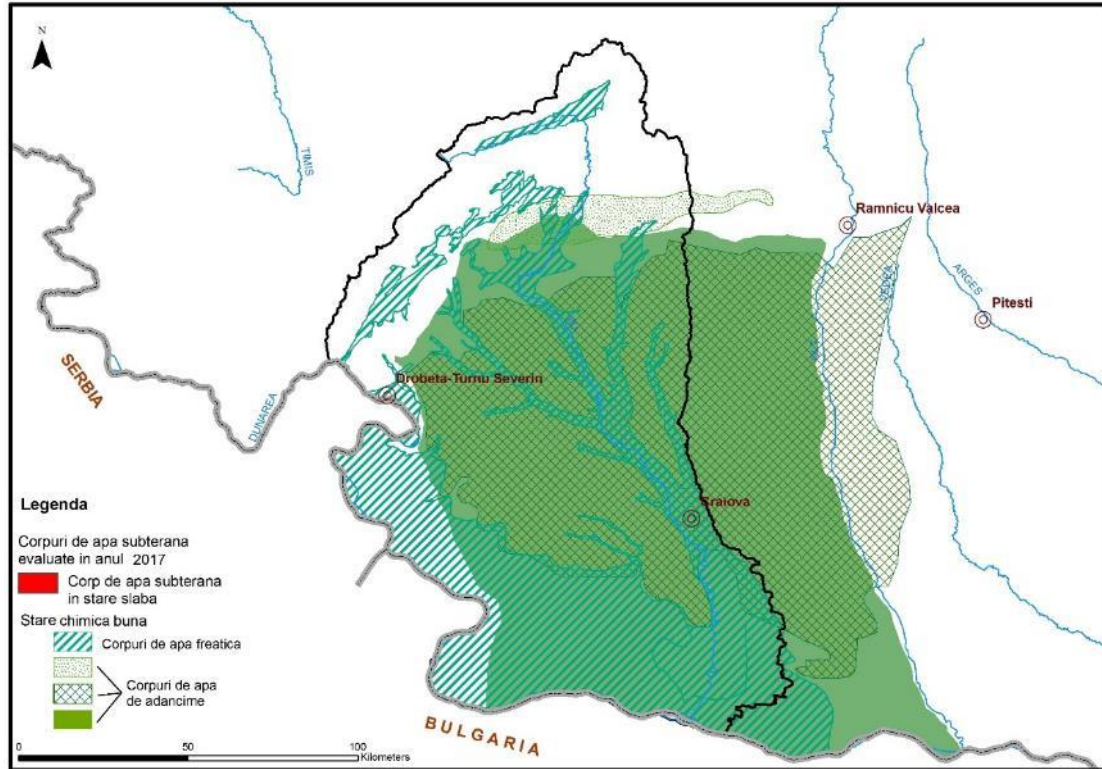 N
TIMIS
Ramnicu Valcea
VEDEA
ARGES
Pitesti
SERBIA
DUNAREA
Drobeta-Turnu Severin
Craiova
Legenda
Corpuri de apa subterana
evaluate in anul 2017
Corp de apa subterana
in stare slaba
Stare chimica buna
Corpuri de apa freatica
Corpuri de apa
de adancime
BULGARIA
0 50 100
Kilometers